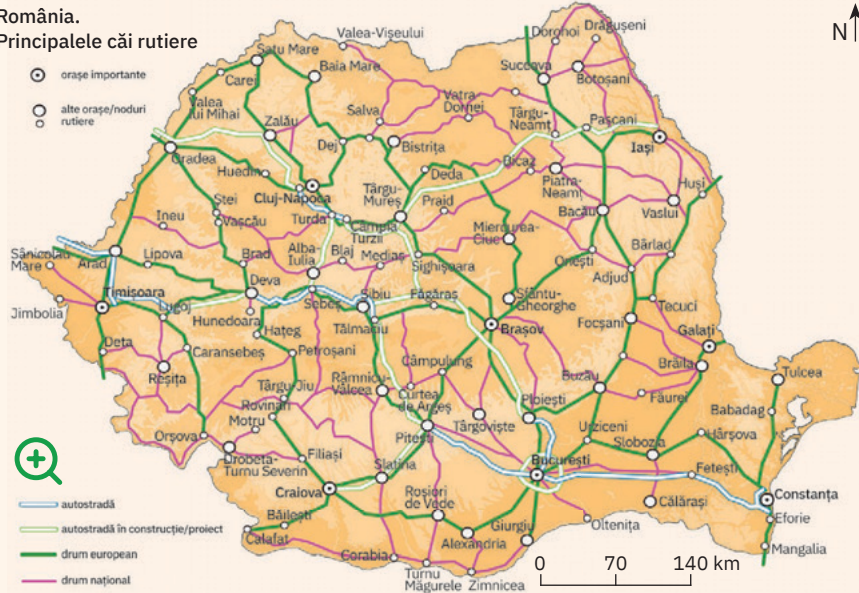 România.
Principalele căi rutiere
N
orașe importante
alte orașe/noduri
rutiere
Valea-Vișeului
Dorohoi
Drăgușeni
Satu Mare
Baia Mare
Suceava
Botoșani
Carei
Valea
lui Mihai
Salva
Vatra
Dornei
Târgu-
Neamț
Pașcani
Zalău
Dej
Bistrița
Iași
Oradea
Huedin
Deda
Bicaz
Cluj-Napoca
Târgu-
Mureș
Praid
Piatra-
Neamț
Huși
Ștei
Vașcău
Turda
Câmpia
Turzii
Bacău
Vaslui
Ineu
Miercurea-
Ciuc
Sânicolau
Mare
Arad
Lipova
Brad
Alba-
Iulia
Blaj
Mediaș
Sighișoara
Onești
Adjud
Bârlad
Timișoara
Deva
Jimbolia
Lugoj
Hunedoara
Sebeș
Sibiu
Făgăraș
Sfântu-
Gheorghe
Tecuci
Deta
Caransebeș
Hațeg
Petroșani
Tălmaciu
Brașov
Focșani
Galați
Reșița
Câmpulung
Brăila
Tulcea
Târgu-Jiu
Râmnicu-
Vâlcea
Curtea
de Argeș
Ploiești
Buzău
Făurei
Babadag
Rovinari
Motru
Orșova
Pitești
Târgoviște
Urziceni
Slobozia
Hârșova
Drobeta-
Turnu Severin
Filiași
Slatina
București
Fetești
Craiova
Roșiori
de Vede
Constanța
Băilești
Giurgiu
Oltenița
Călărași
Eforie
Calafat
Alexandria
Mangalia
Corabia
Turnu
Măgurele
Zimnicea
autostradă
autostradă în construcție/proiect
drum european
drum național
0 70 140 km